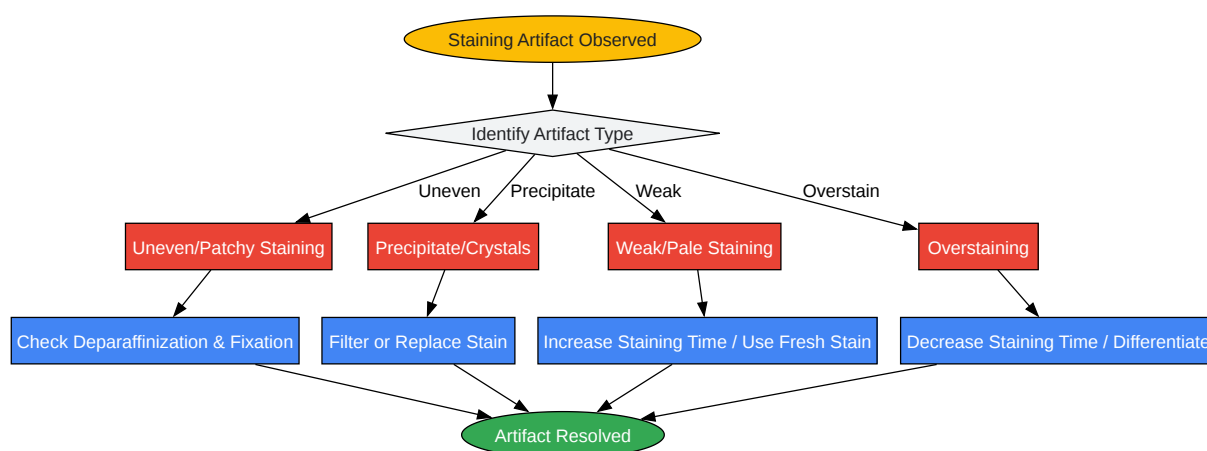 Staining Artifact Observed
Identify Artifact Type
Uneven
Precipitate
Weak
Overstain
Uneven/Patchy Staining
Precipitate/Crystals
Weak/Pale Staining
Overstaining
Check Deparaffinization & Fixation
Filter or Replace Stain
Increase Staining Time / Use Fresh Stain
Decrease Staining Time / Differentiate
Artifact Resolved